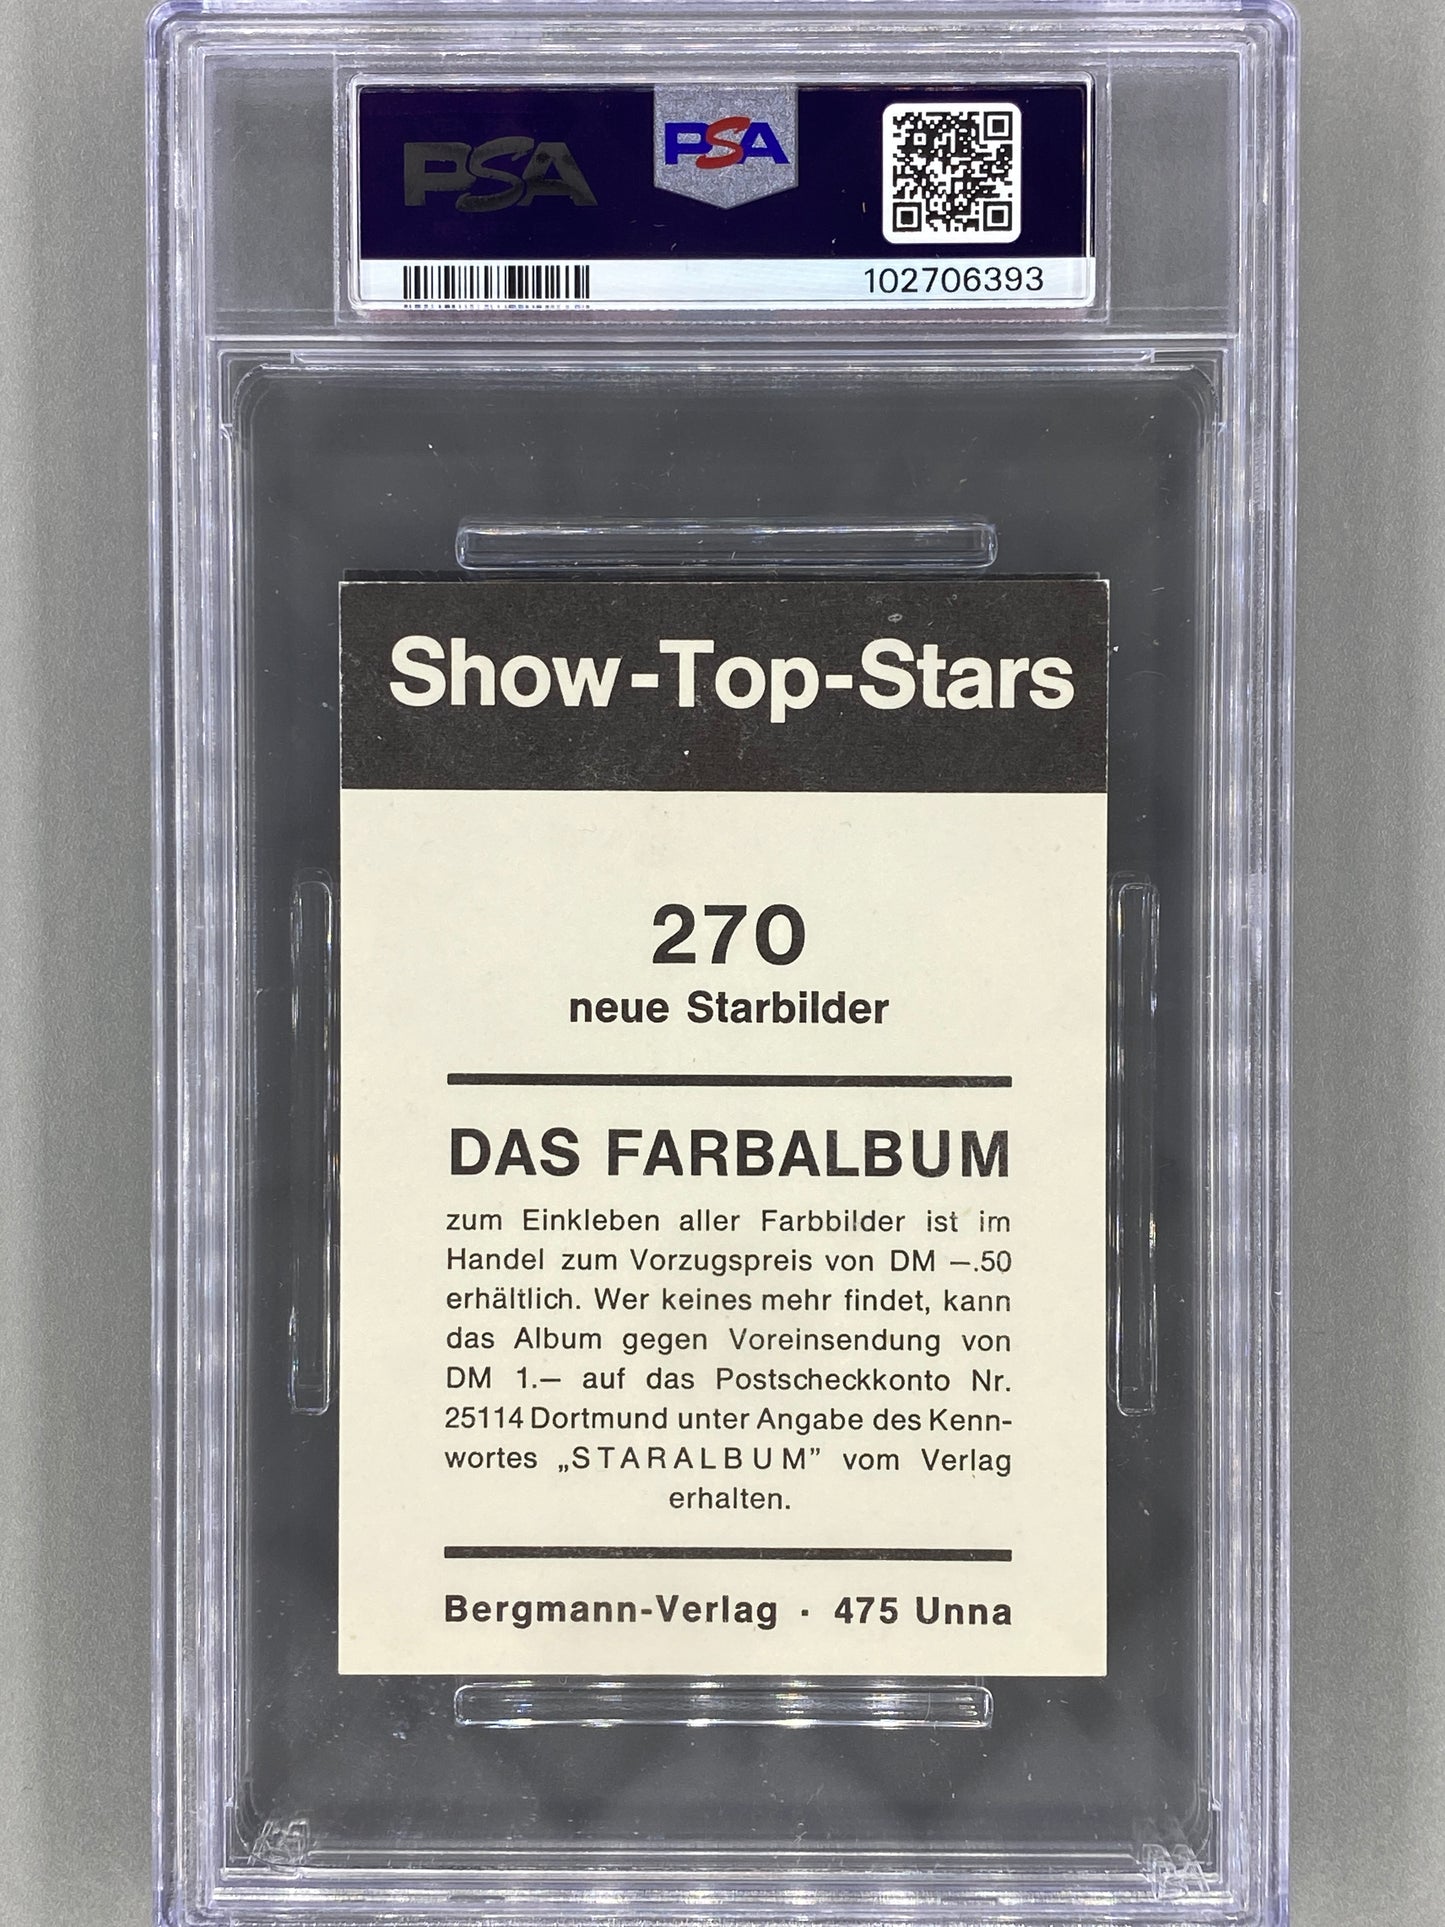 PSA
PSA
102706393
Show-Top-Stars
270
neue Starbilder
DAS FARBALBUM
zum Einkleben aller Farbbilder ist im
Handel zum Vorzugspreis von DM —.50
erhältlich. Wer keines mehr findet, kann
das Album gegen Voreinsendung von
DM 1.— auf das Postscheckkonto Nr.
25114 Dortmund unter Angabe des Kenn-
wortes „STARALBUM” vom Verlag
erhalten.
Bergmann-Verlag · 475 Unna
PSA